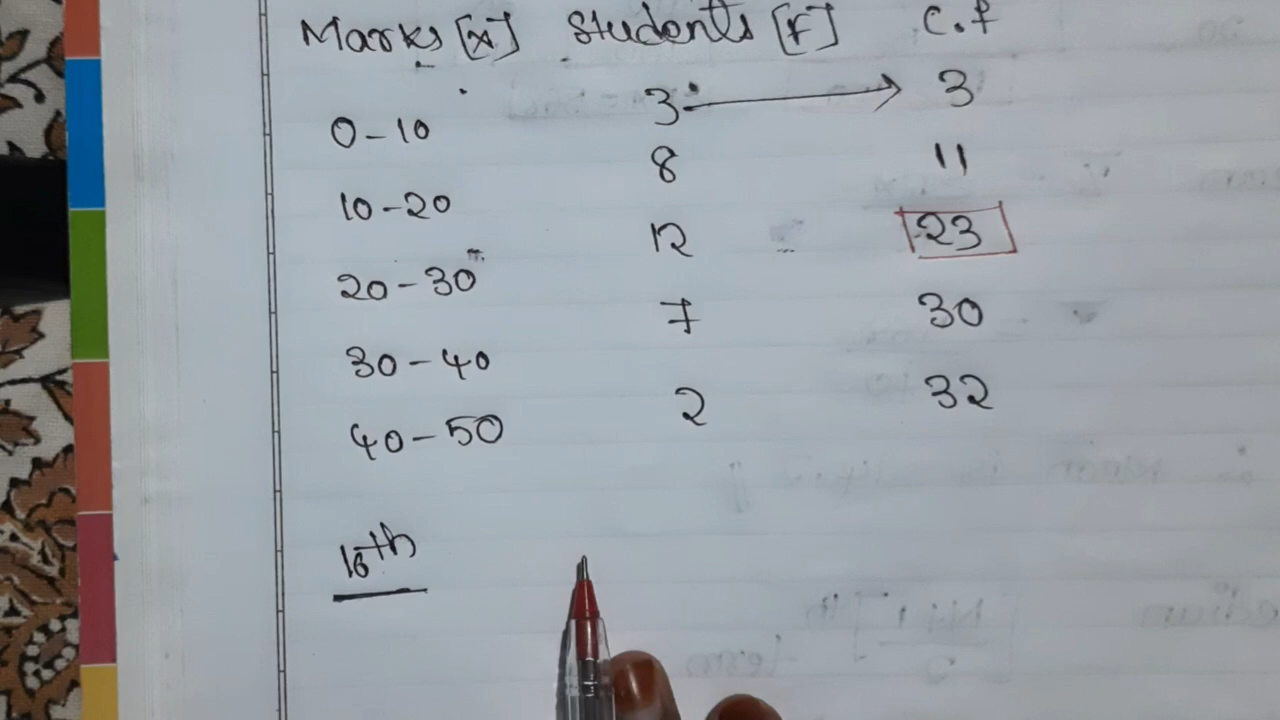 Marks [x] Students [F] C.f
0-10 3 3
10-20 8 11
20-30 12 23
30-40 7 30
40-50 2 32
16th